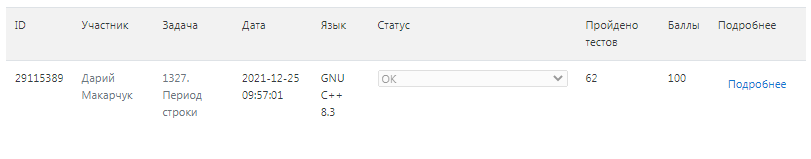 ID Участник Задача Дата Язык Статус Пройдено тестов Баллы Подробнее
29115389 Дарий Макарчук 1327. Период строки 2021-12-25 09:57:01 GNU C++ 8.3 OK 62 100 Подробнее